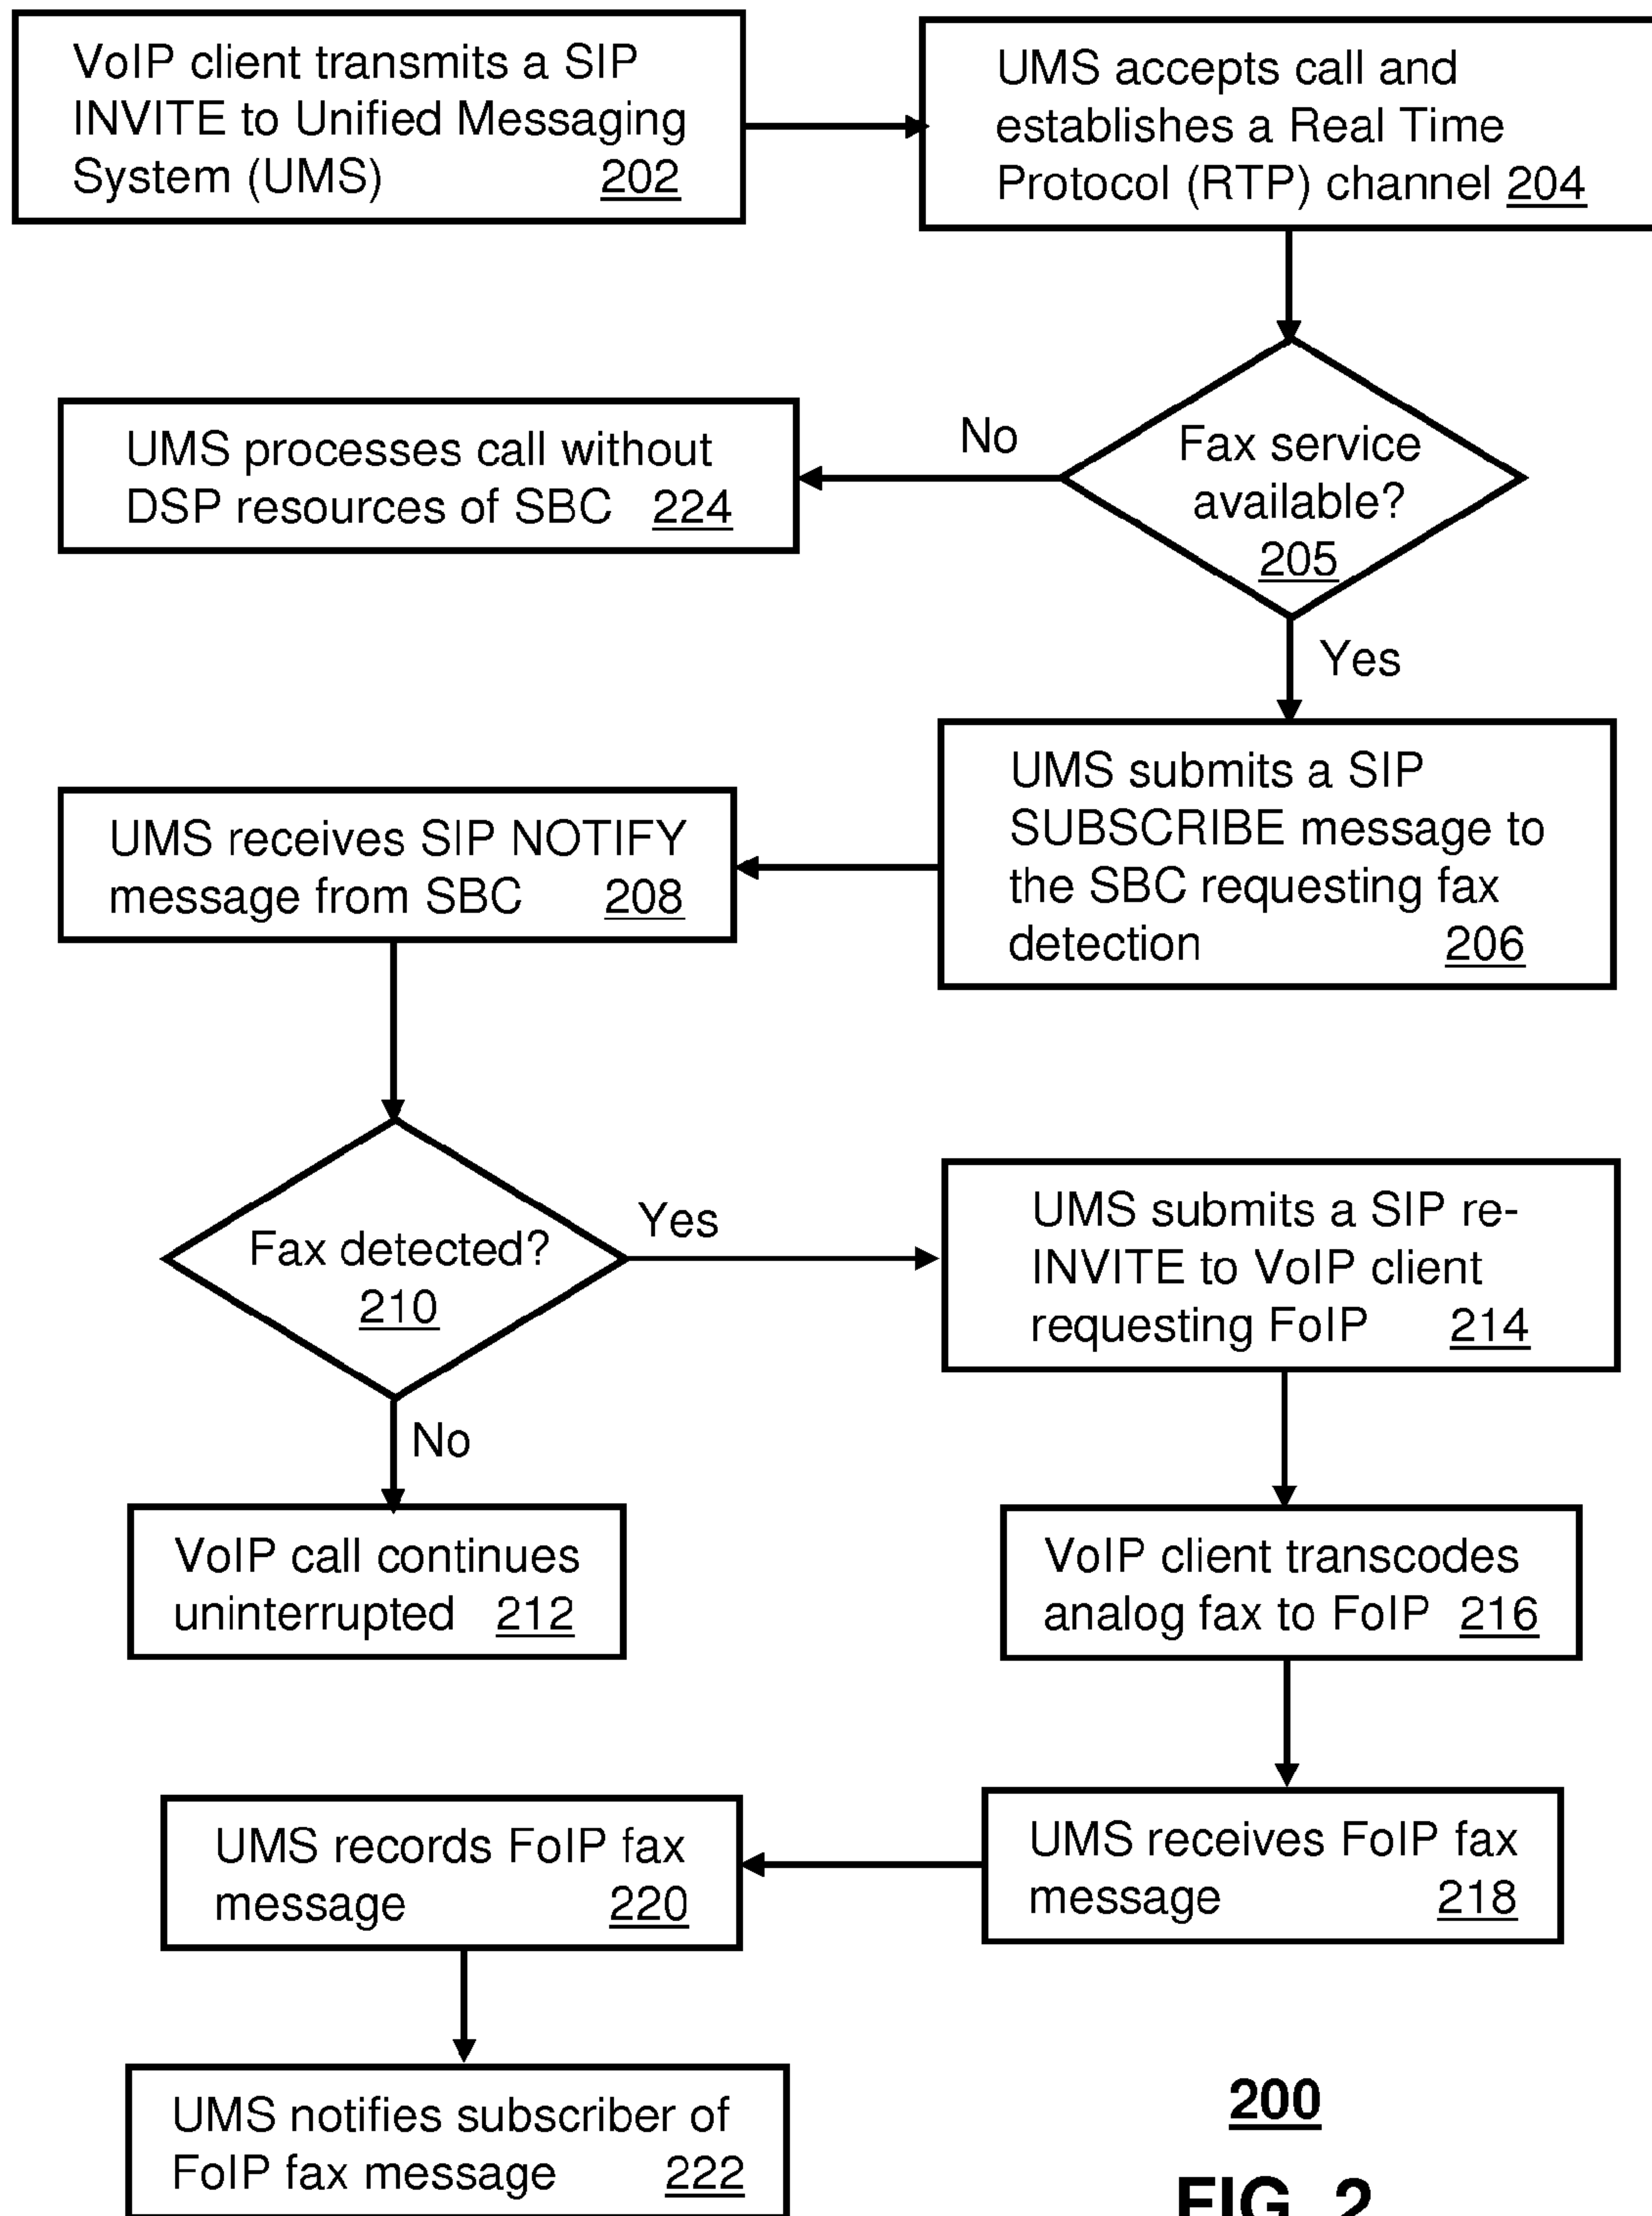 VoIP client transmits a SIP
INVITE to Unified Messaging
System (UMS) 202
UMS accepts call and
establishes a Real Time
Protocol (RTP) channel 204
Fax service
available?
205
No
UMS processes call without
DSP resources of SBC 224
Yes
UMS submits a SIP
SUBSCRIBE message to
the SBC requesting fax
detection 206
UMS receives SIP NOTIFY
message from SBC 208
Fax detected?
210
Yes
UMS submits a SIP re-
INVITE to VoIP client
requesting FoIP 214
No
VoIP call continues
uninterrupted 212
VoIP client transcodes
analog fax to FoIP 216
UMS receives FoIP fax
message 218
UMS records FoIP fax
message 220
UMS notifies subscriber of
FoIP fax message 222
200
FIG. 2